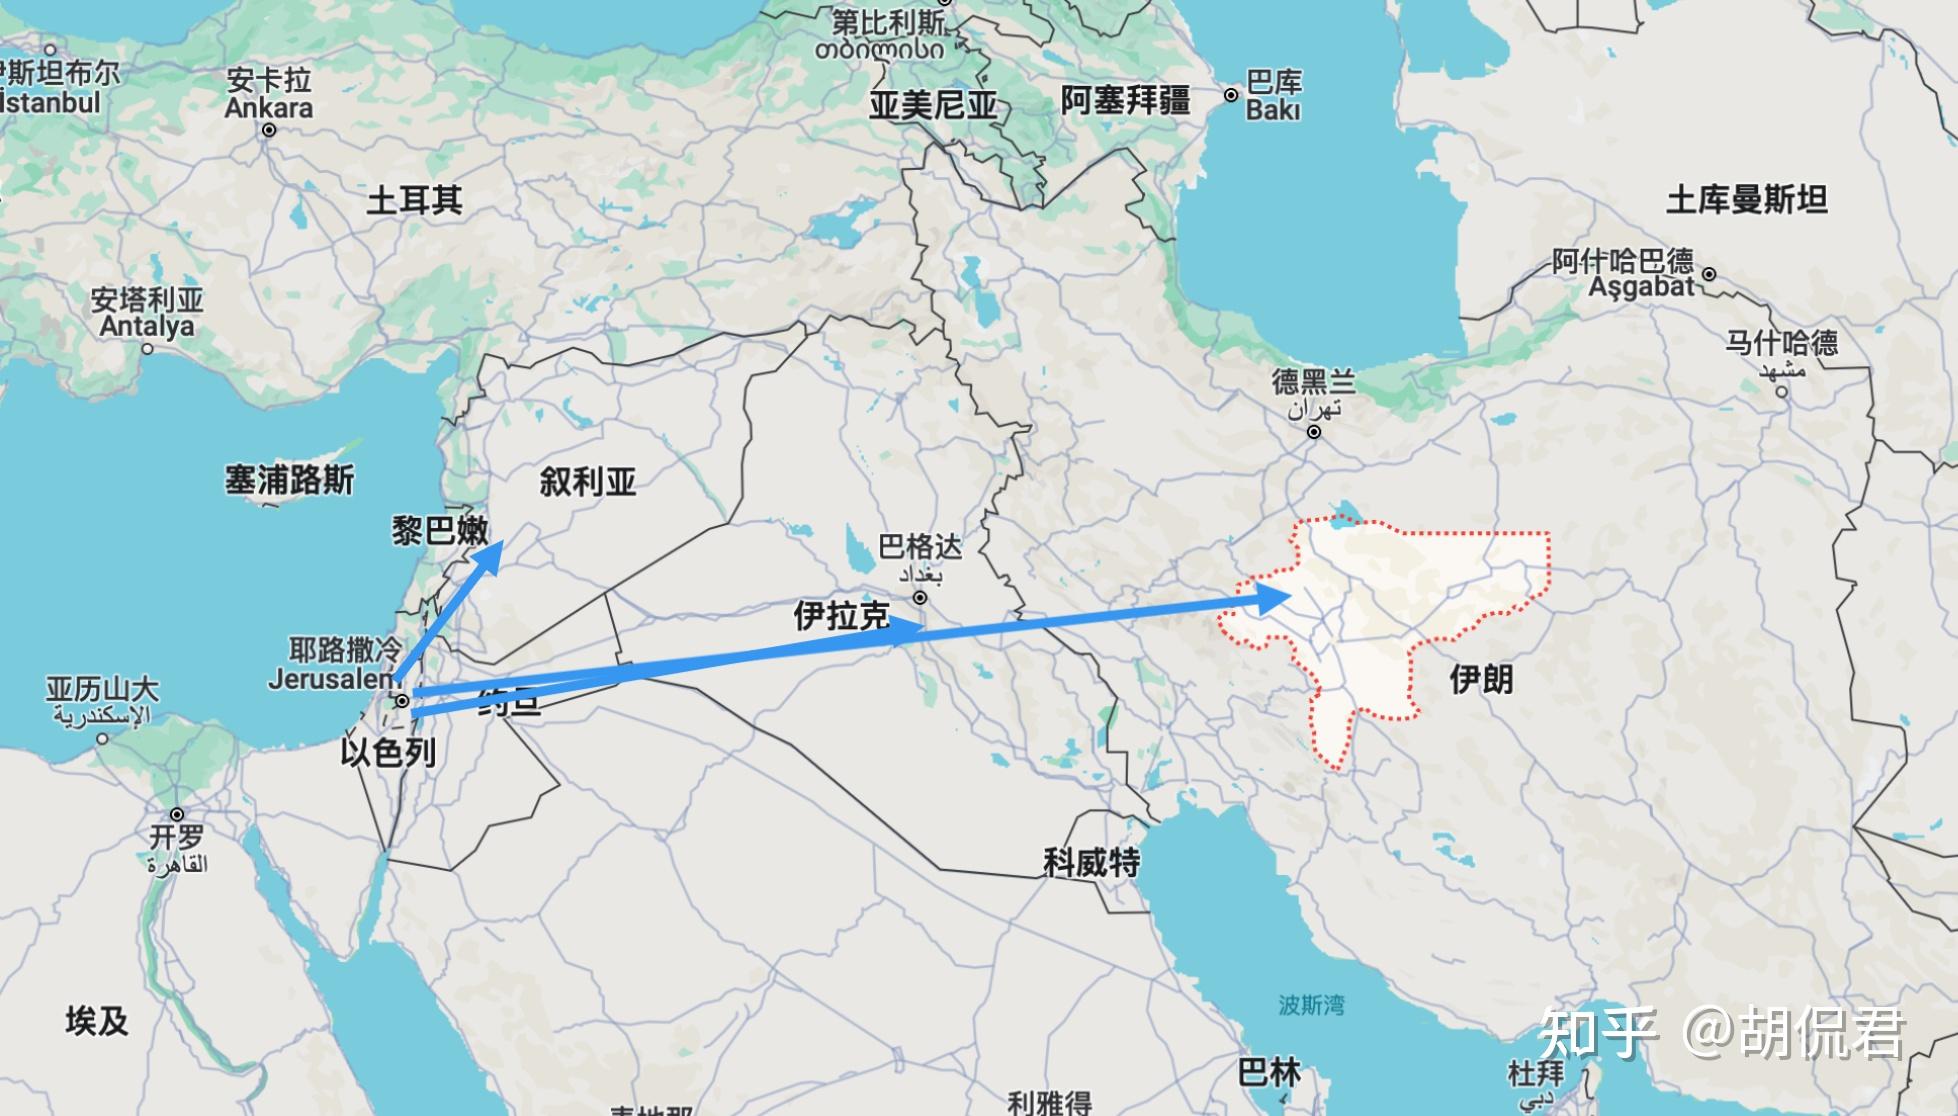 第比利斯
თბილისი
伊斯坦布尔
İstanbul
安卡拉
Ankara
亚美尼亚
阿塞拜疆
巴库
Bakı
土耳其
土库曼斯坦
阿什哈巴德
Aşgabat
安塔利亚
Antalya
马什哈德
مشهد
德黑兰
تهران
塞浦路斯
叙利亚
黎巴嫩
巴格达
بغداد
伊拉克
耶路撒冷
Jerusalem
亚历山大
الإسكندرية
约旦
伊朗
以色列
开罗
القاهرة
科威特
埃及
波斯湾
知乎 @胡侃君
巴林
杜拜
دبي
利雅得